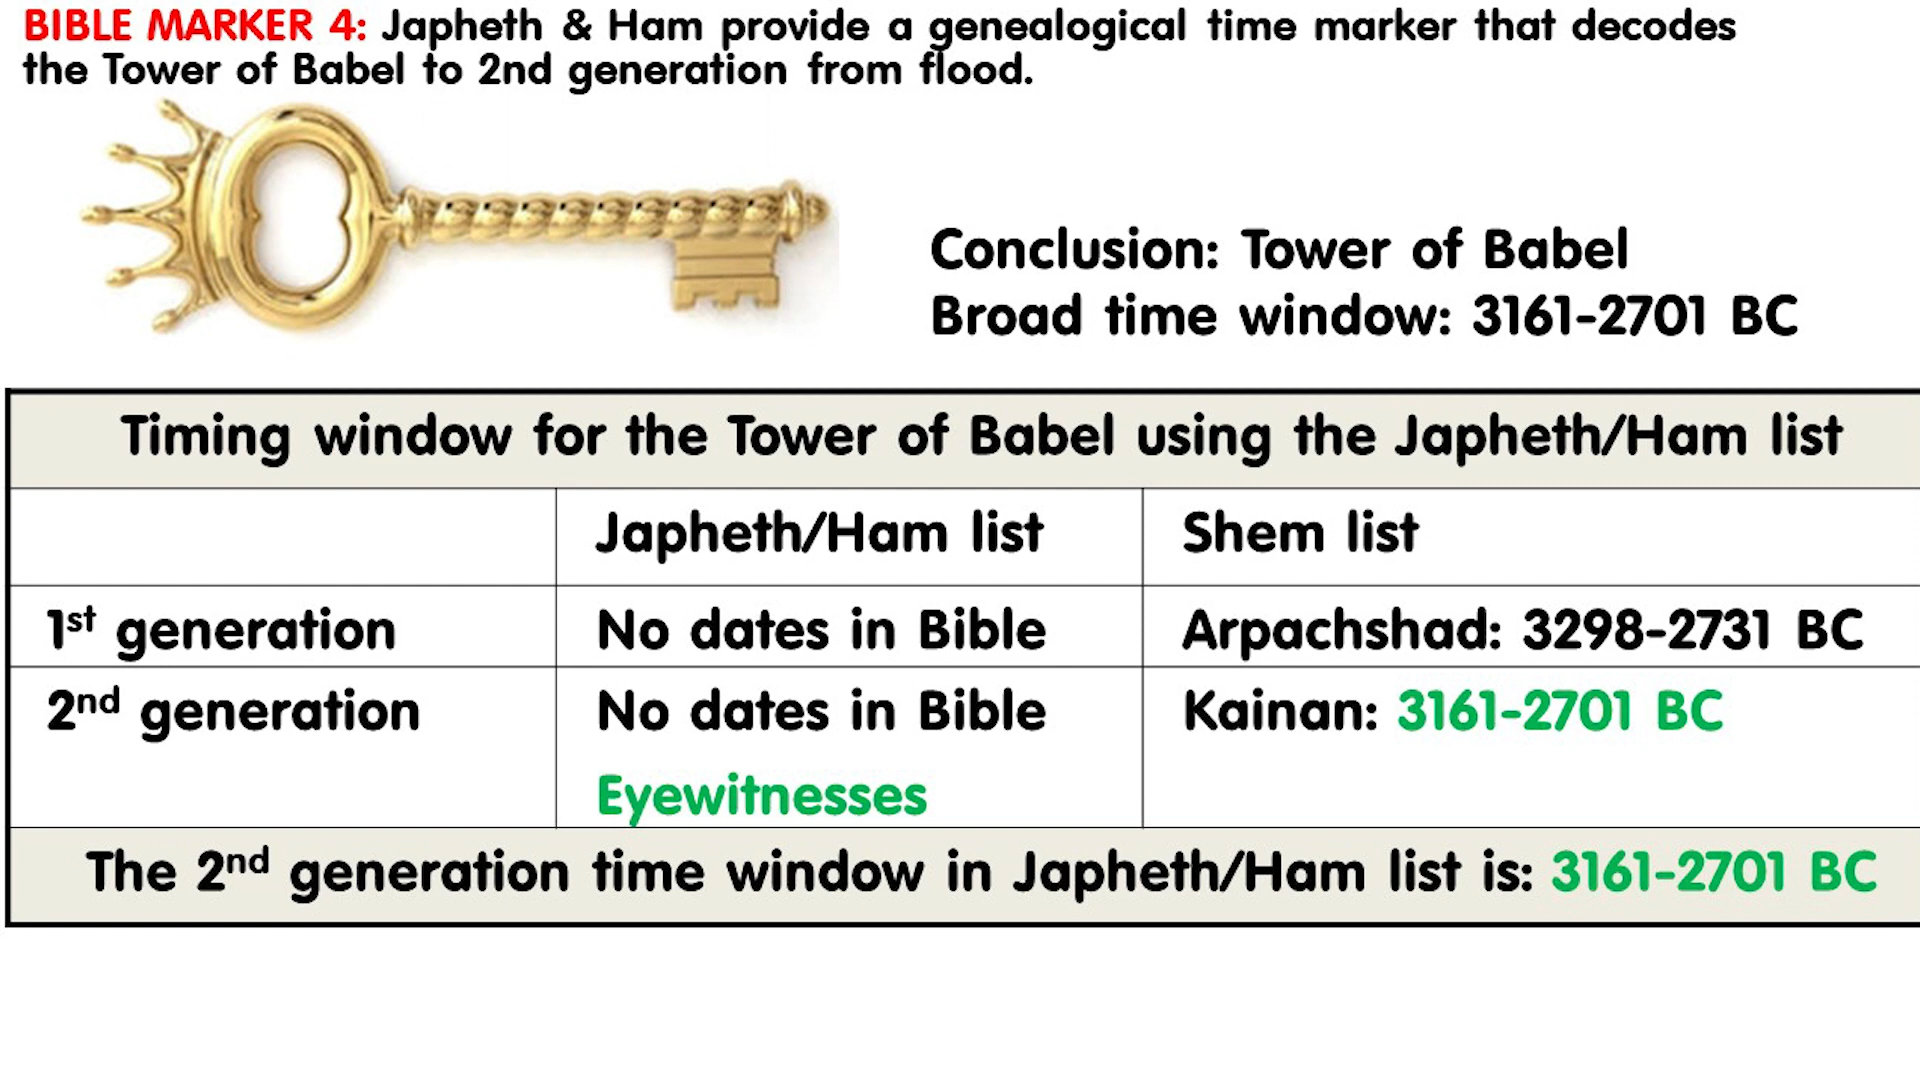 BIBLE MARKER 4: Japheth & Ham provide a genealogical time marker that decodes
the Tower of Babel to 2nd generation from flood.
Conclusion: Tower of Babel
Broad time window: 3161-2701 BC
Timing window for the Tower of Babel using the Japheth/Ham list
Japheth/Ham list
Shem list
1st generation
No dates in Bible
Arpachshad: 3298-2731 BC
2nd generation
No dates in Bible
Eyewitnesses
Kainan: 3161-2701 BC
The 2nd generation time window in Japheth/Ham list is: 3161-2701 BC